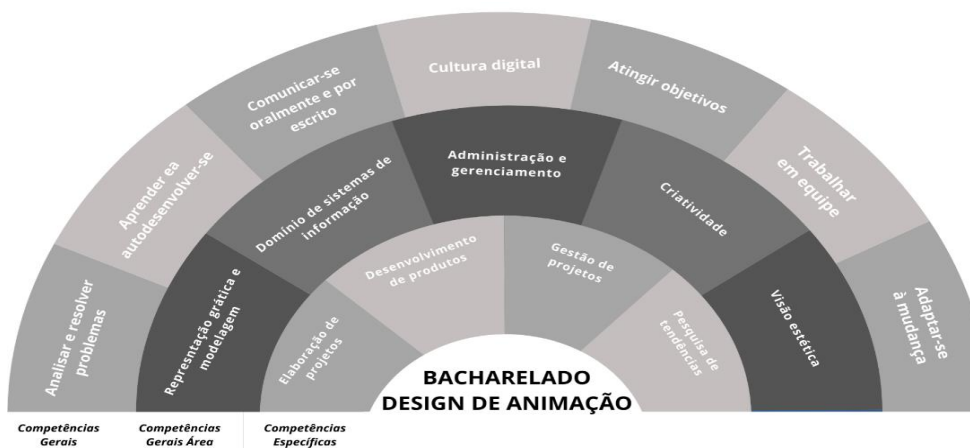 Analisar e resolver
problemas
Aprender ea
autodesenvolver-se
Comunicar-se
oralmente e por
escrito
Cultura digital
Atingir objetivos
Trabalhar
em equipe
Adaptar-se
à mudança
Represntação grática e
modelagem
Domínio de sistemas de
informação
Administração e
gerenciamento
Criatividade
Visão estética
Elaboração de
projetos
Desenvolvimento
de produtos
Gestão de
projetos
Pesquisa de
tendências
BACHARELADO
DESIGN DE ANIMAÇÃO
Competências
Gerais
Competências
Gerais Área
Competências
Específicas